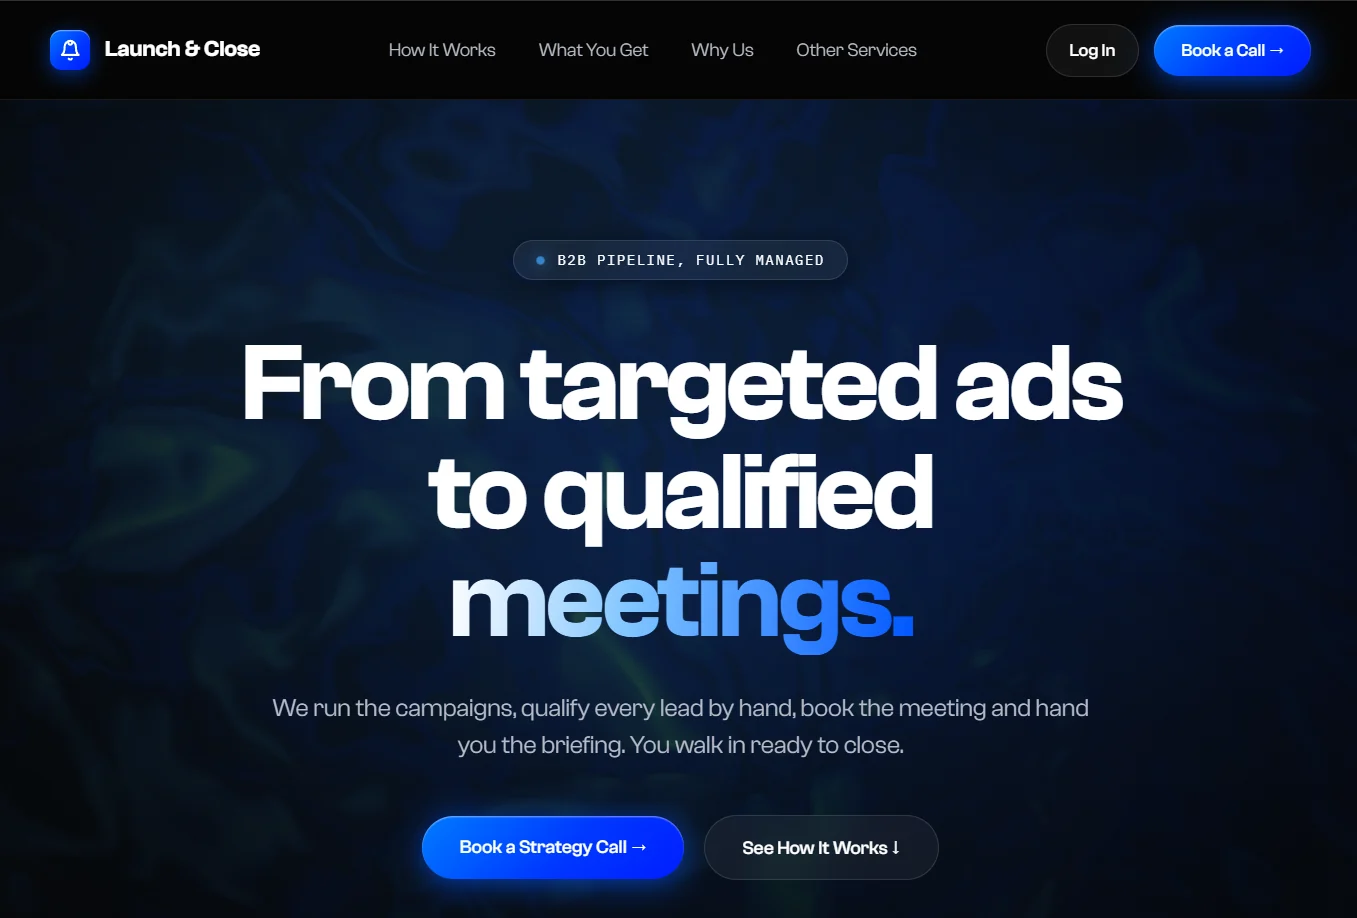 Launch & Close
How It Works
What You Get
Why Us
Other Services
Log In
Book a Call →
B2B PIPELINE, FULLY MANAGED
From targeted ads
to qualified
meetings.
We run the campaigns, qualify every lead by hand, book the meeting and hand
you the briefing. You walk in ready to close.
Book a Strategy Call →
See How It Works ↓